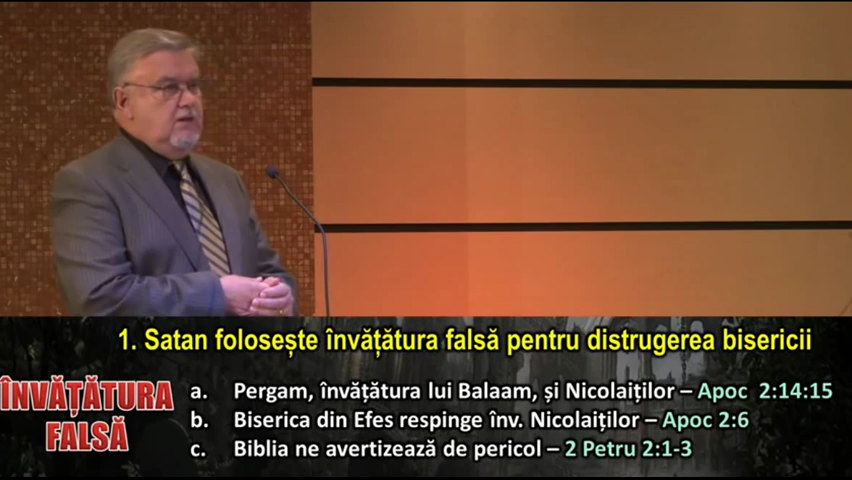 1. Satan folosește învățătura falsă pentru distrugerea bisericii
ÎNVĂȚĂTURA
FALSĂ
a. Pergam, învățătura lui Balaam, și Nicolaiților – Apoc 2:14:15
b. Biserica din Efes respinge înv. Nicolaiților – Apoc 2:6
c. Biblia ne avertizează de pericol – 2 Petru 2:1-3